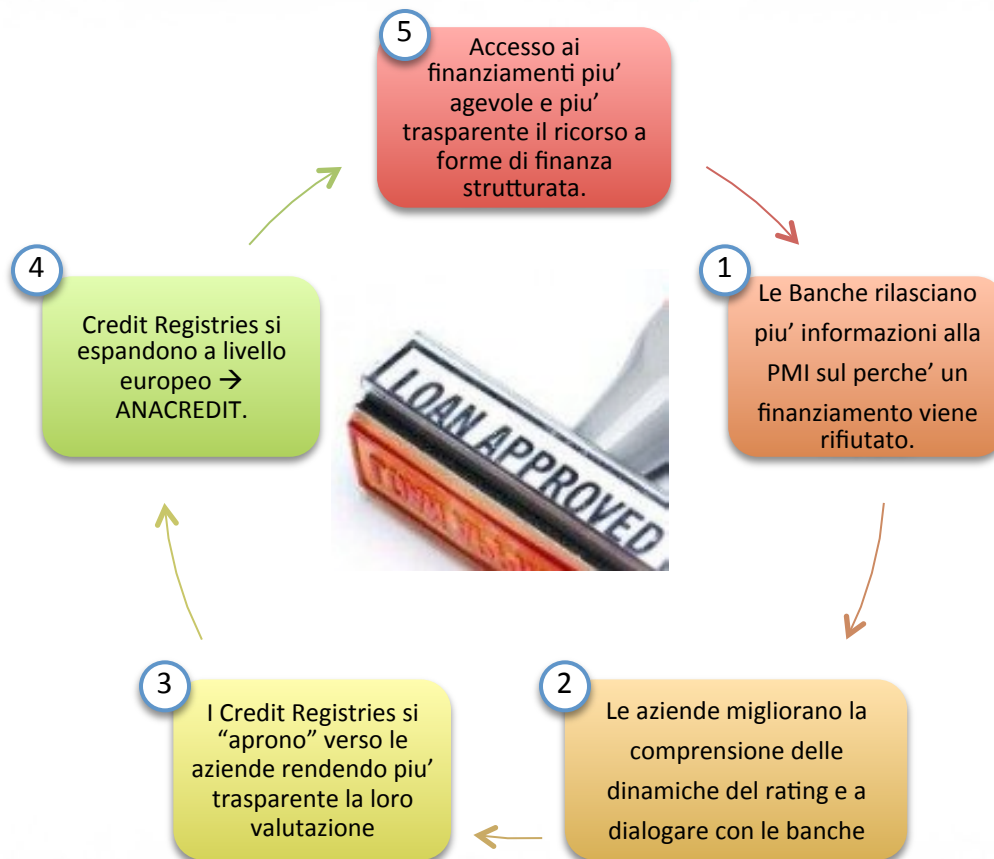 5
Accesso ai
finanziamenti piu'
agevole e piu'
trasparente il ricorso a
forme di finanza
strutturata.
1
Le Banche rilasciano
piu' informazioni alla
PMI sul perche' un
finanziamento viene
rifiutato.
2
Le aziende migliorano la
comprensione delle
dinamiche del rating e a
dialogare con le banche
3
I Credit Registries si
“aprono” verso le
aziende rendendo piu'
trasparente la loro
valutazione
4
Credit Registries si
espandono a livello
europeo →
ANACREDIT.
LOAN APPROVED